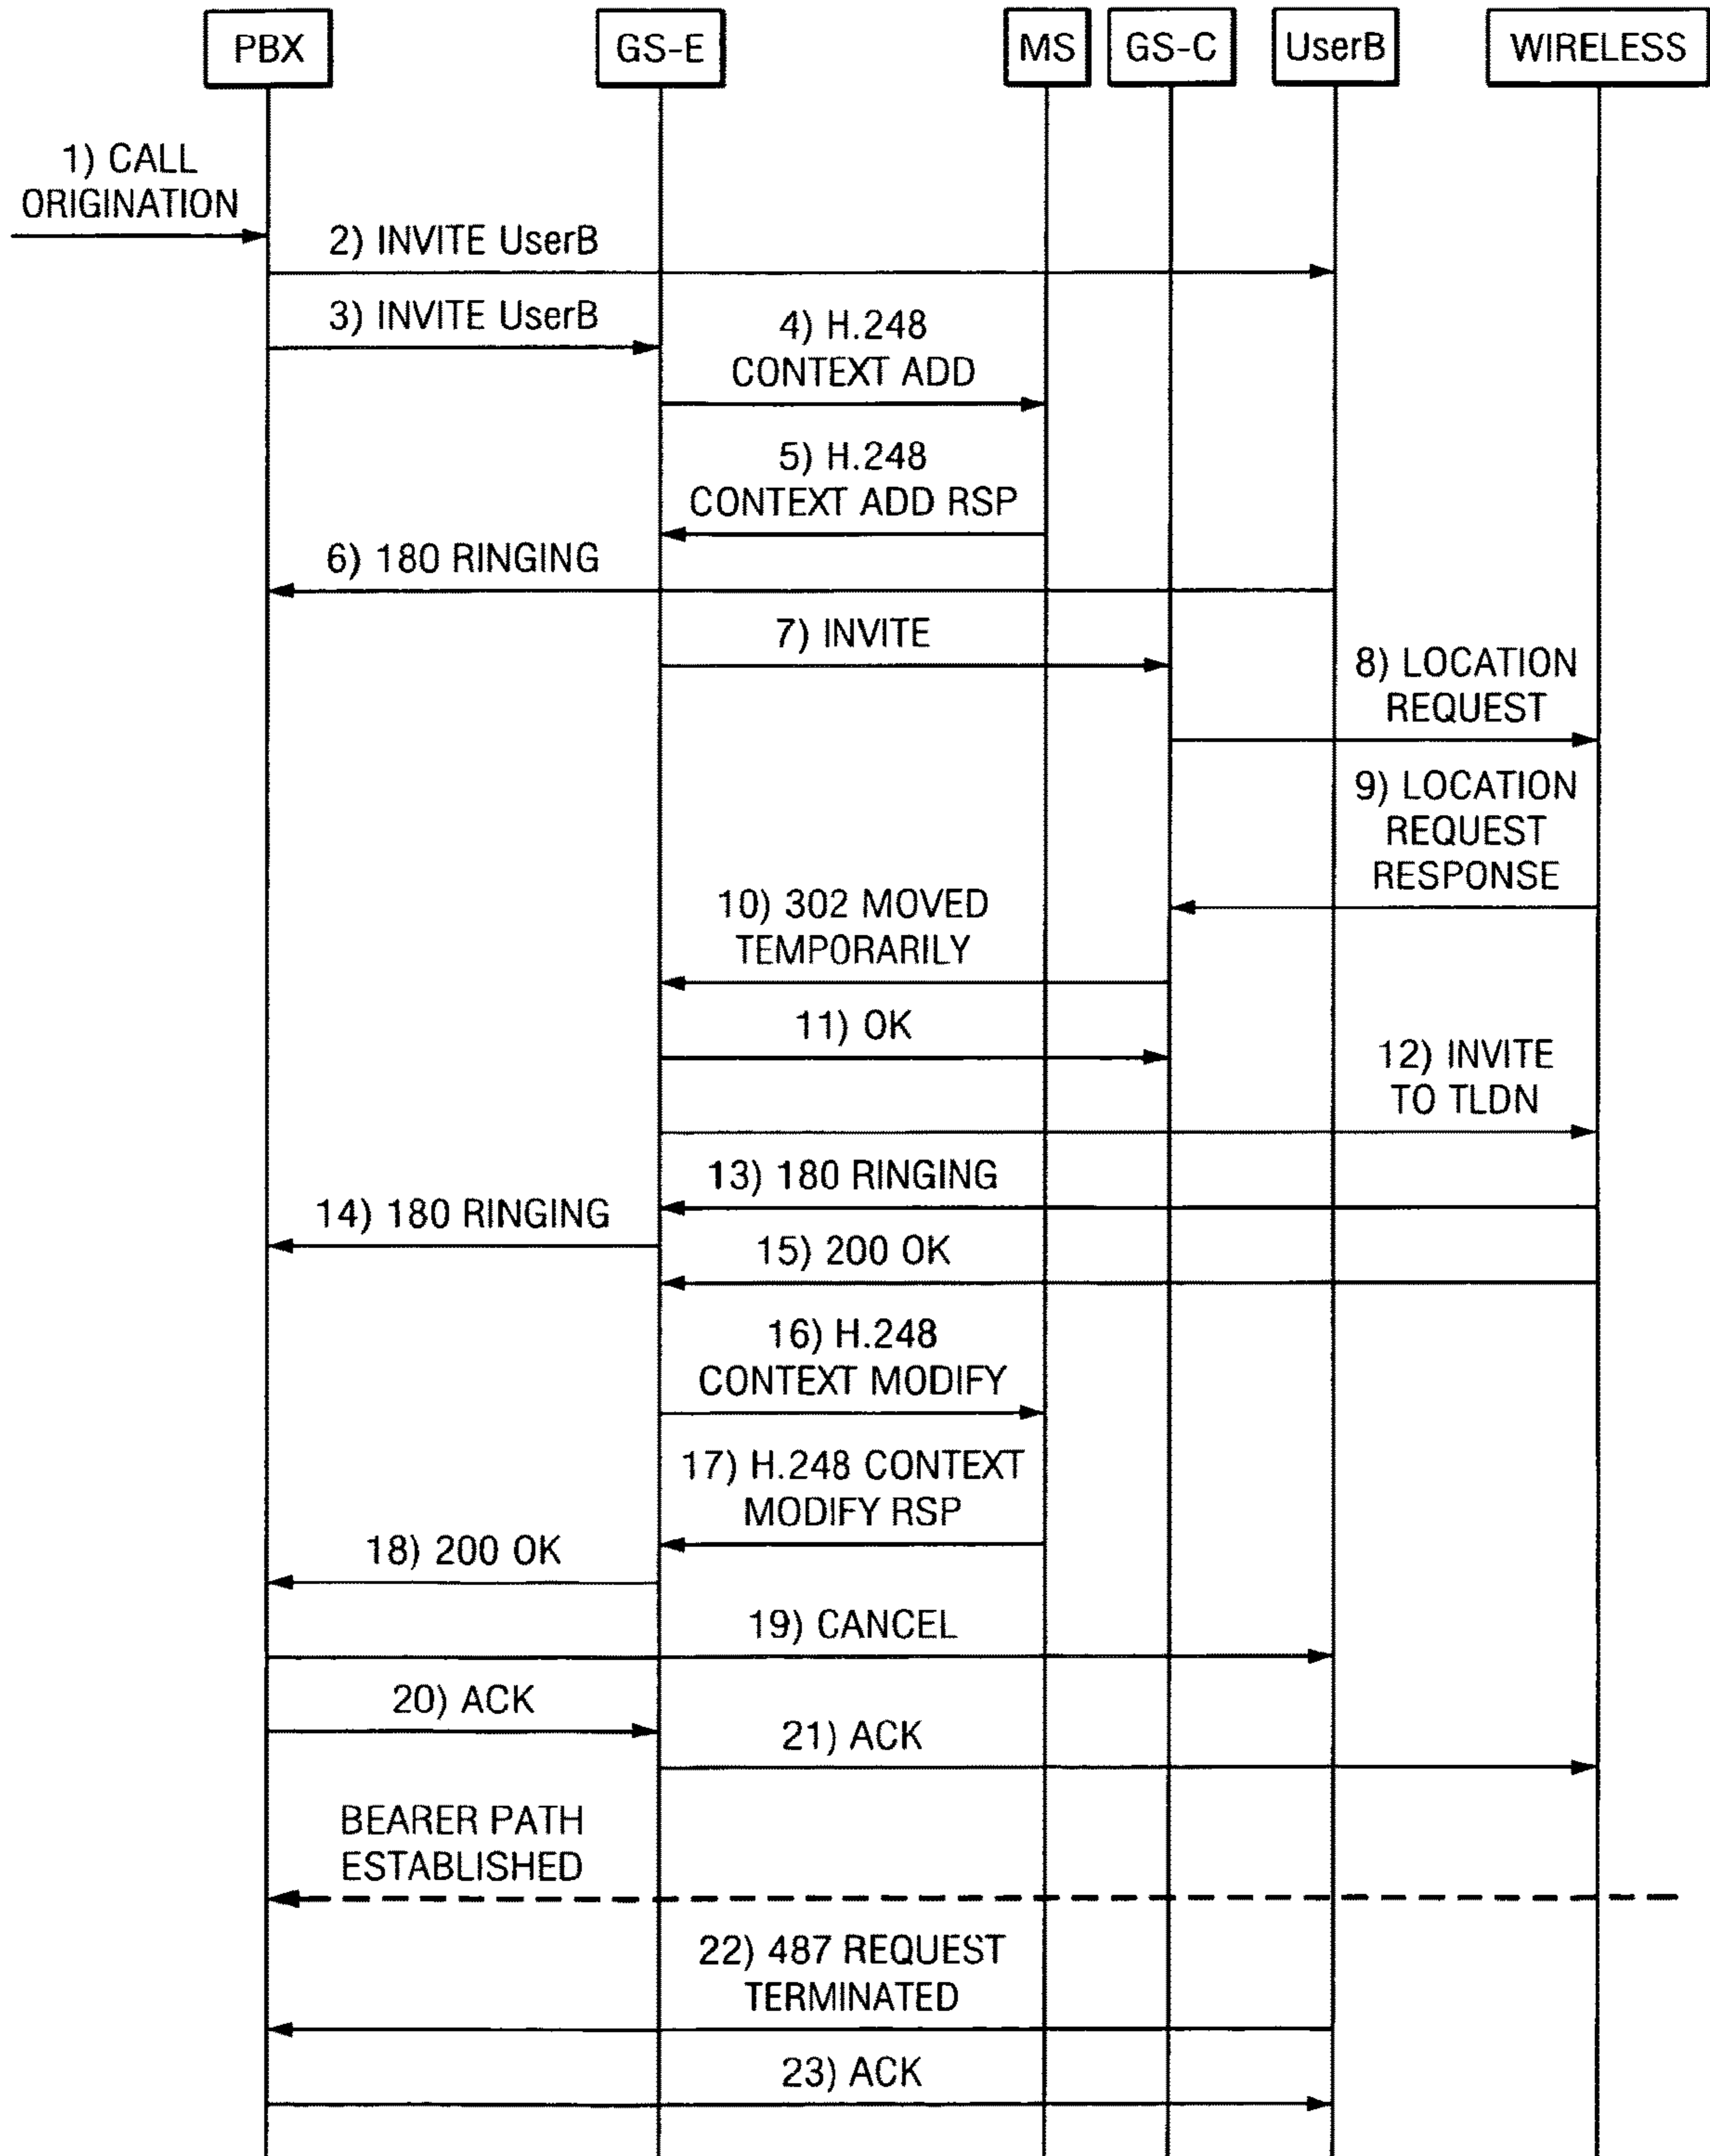 PBX
GS-E
MS
GS-C
UserB
WIRELESS
1) CALL
ORIGINATION
2) INVITE UserB
3) INVITE UserB
4) H.248
CONTEXT ADD
5) H.248
CONTEXT ADD RSP
6) 180 RINGING
7) INVITE
8) LOCATION
REQUEST
9) LOCATION
REQUEST
RESPONSE
10) 302 MOVED
TEMPORARILY
11) OK
12) INVITE
TO TLDN
13) 180 RINGING
14) 180 RINGING
15) 200 OK
16) H.248
CONTEXT MODIFY
17) H.248 CONTEXT
MODIFY RSP
18) 200 OK
19) CANCEL
20) ACK
21) ACK
BEARER PATH
ESTABLISHED
22) 487 REQUEST
TERMINATED
23) ACK